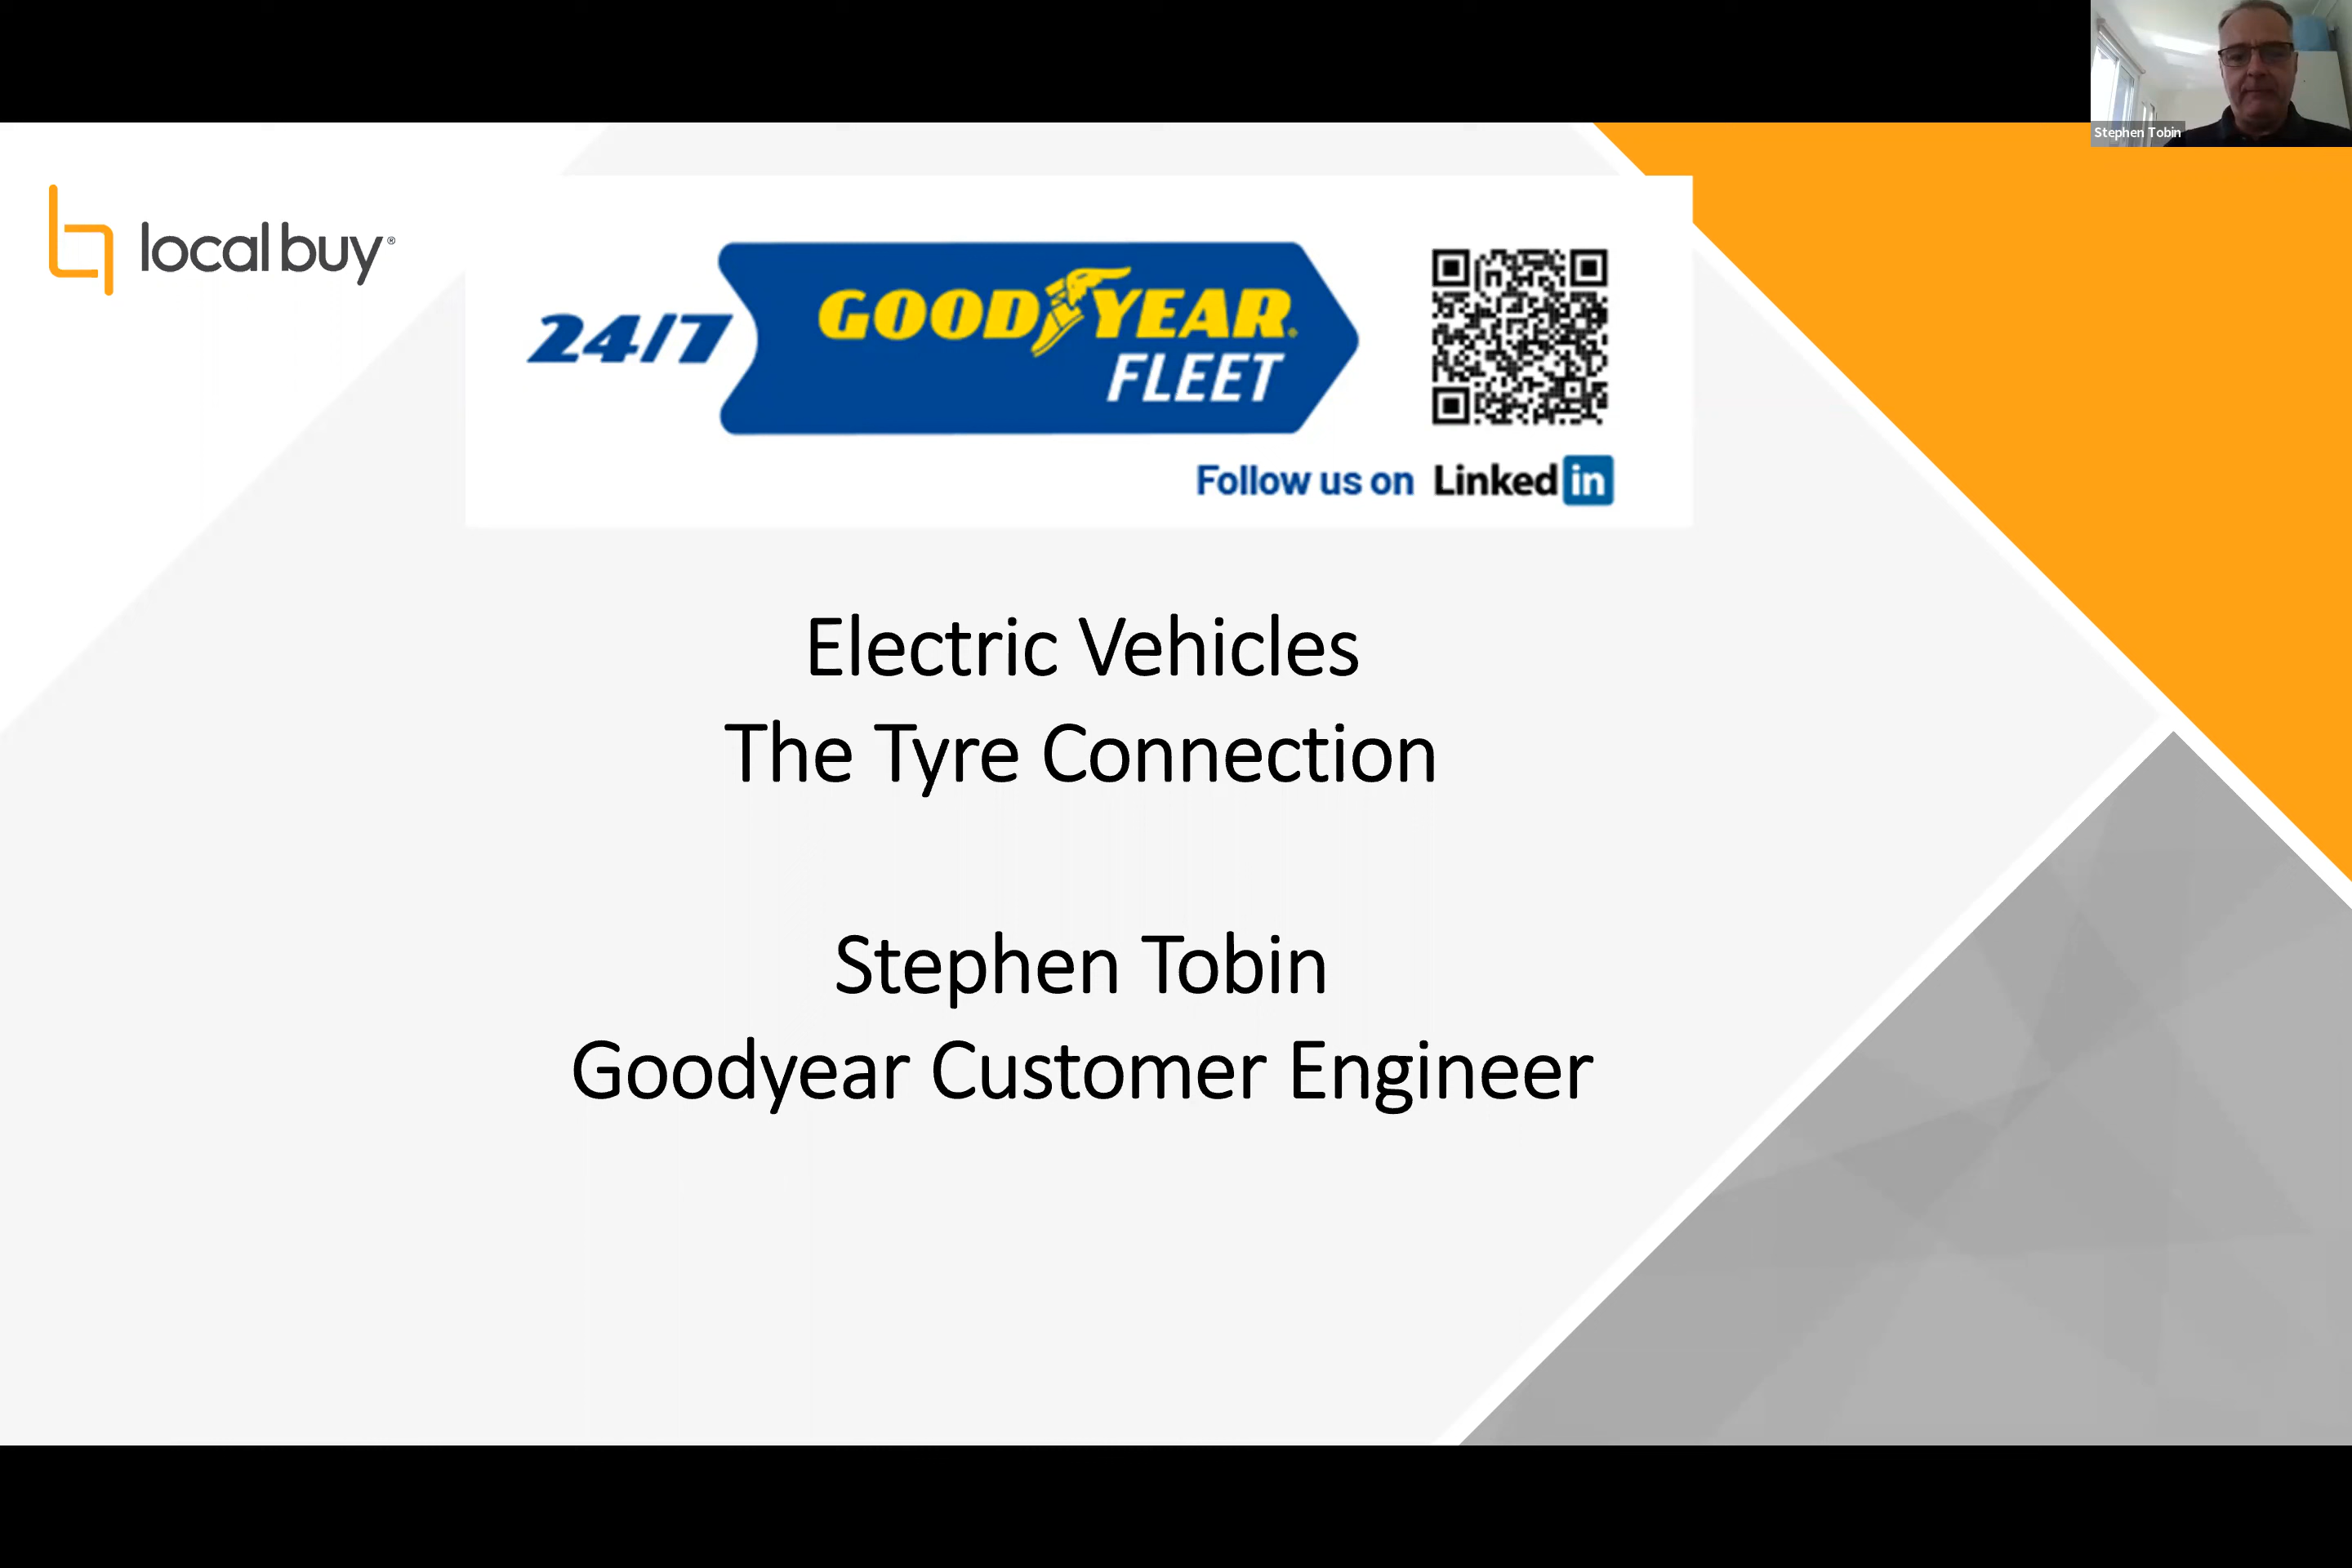 Stephen Tobin
local buy®
24/7
GOODYEAR®
FLEET
Follow us on Linkedin
Electric Vehicles
The Tyre Connection
Stephen Tobin
Goodyear Customer Engineer